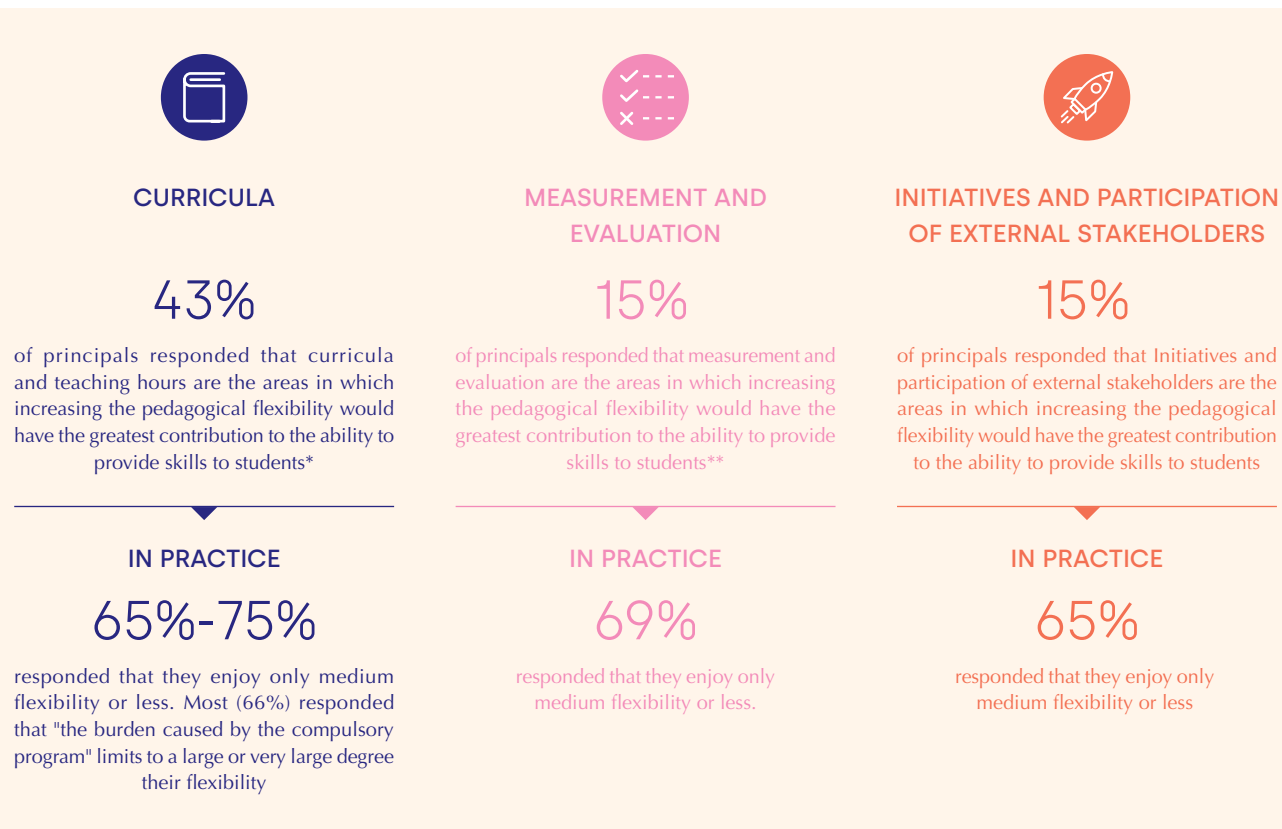 CURRICULA
43%
of principals responded that curricula
and teaching hours are the areas in which
increasing the pedagogical flexibility would
have the greatest contribution to the ability to
provide skills to students*
IN PRACTICE
65%-75%
responded that they enjoy only medium
flexibility or less. Most (66%) responded
that "the burden caused by the compulsory
program" limits to a large or very large degree
their flexibility
MEASUREMENT AND
EVALUATION
15%
of principals responded that measurement and
evaluation are the areas in which increasing
the pedagogical flexibility would have the
greatest contribution to the ability to provide
skills to students**
IN PRACTICE
69%
responded that they enjoy only
medium flexibility or less.
INITIATIVES AND PARTICIPATION
OF EXTERNAL STAKEHOLDERS
15%
of principals responded that Initiatives and
participation of external stakeholders are the
areas in which increasing the pedagogical
flexibility would have the greatest contribution
to the ability to provide skills to students
IN PRACTICE
65%
responded that they enjoy only
medium flexibility or less